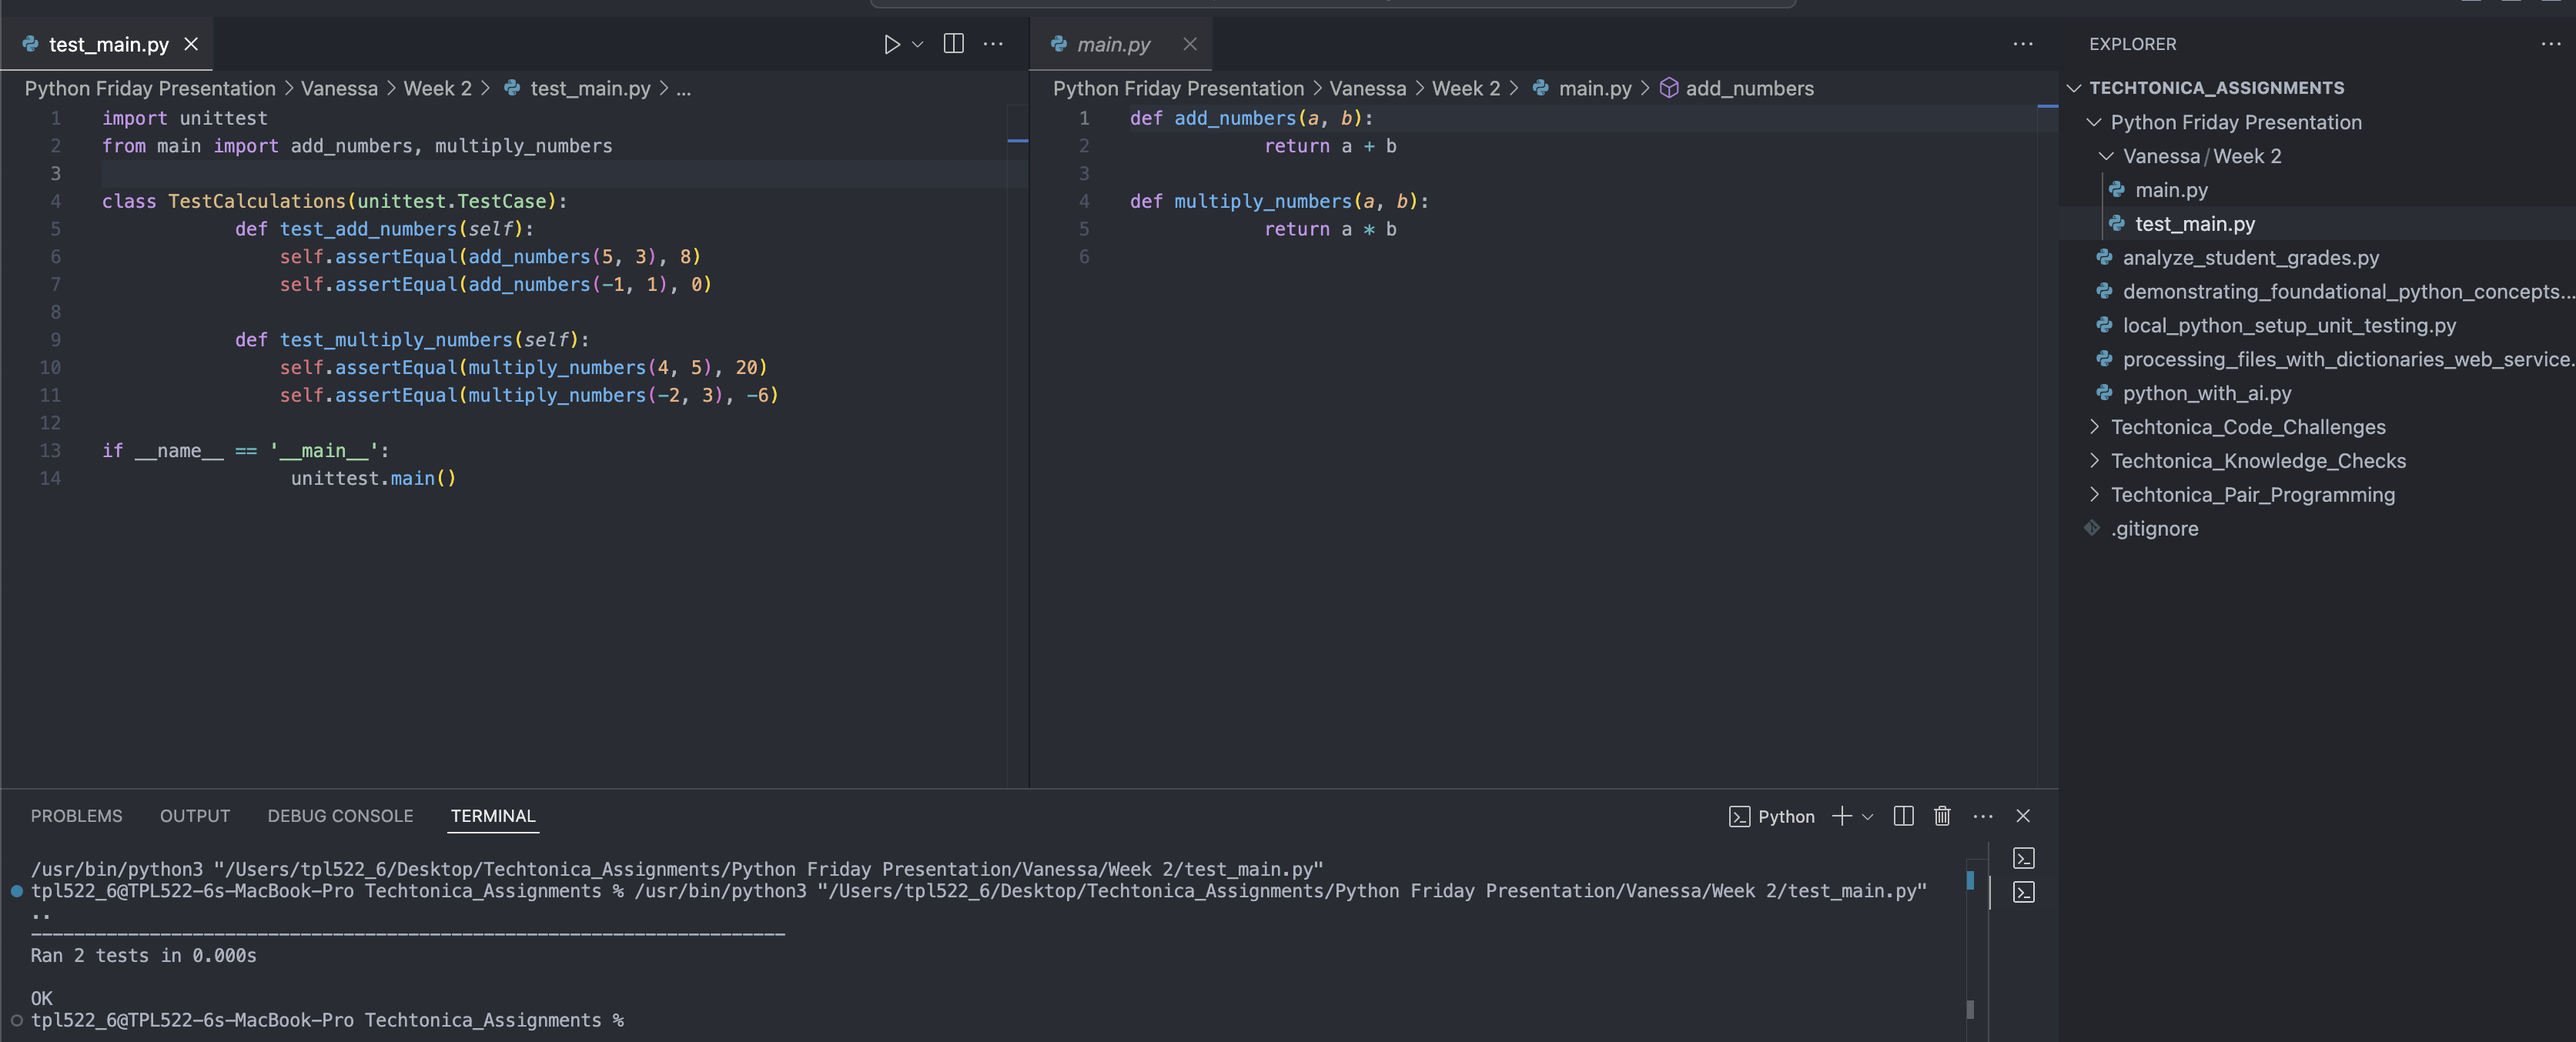 test_main.py
Python Friday Presentation > Vanessa > Week 2 > test_main.py > ...
1 import unittest
2 from main import add_numbers, multiply_numbers
3
4 class TestCalculations(unittest.TestCase):
5 def test_add_numbers(self):
6 self.assertEqual(add_numbers(5, 3), 8)
7 self.assertEqual(add_numbers(-1, 1), 0)
8
9 def test_multiply_numbers(self):
10 self.assertEqual(multiply_numbers(4, 5), 20)
11 self.assertEqual(multiply_numbers(-2, 3), -6)
12
13 if __name__ == '__main__':
14 unittest.main()
main.py
Python Friday Presentation > Vanessa > Week 2 > main.py > add_numbers
1 def add_numbers(a, b):
2 return a + b
3
4 def multiply_numbers(a, b):
5 return a * b
6
EXPLORER
TECHTONICA_ASSIGNMENTS
Python Friday Presentation
Vanessa / Week 2
main.py
test_main.py
analyze_student_grades.py
demonstrating_foundational_python_concepts...
local_python_setup_unit_testing.py
processing_files_with_dictionaries_web_service.
python_with_ai.py
Techtonica_Code_Challenges
Techtonica_Knowledge_Checks
Techtonica_Pair_Programming
.gitignore
PROBLEMS OUTPUT DEBUG CONSOLE TERMINAL
Python
/usr/bin/python3 "/Users/tpl522_6/Desktop/Techtonica_Assignments/Python Friday Presentation/Vanessa/Week 2/test_main.py"
tpl522_6@TPL522-6s-MacBook-Pro Techtonica_Assignments % /usr/bin/python3 "/Users/tpl522_6/Desktop/Techtonica_Assignments/Python Friday Presentation/Vanessa/Week 2/test_main.py"
..
----------------------------------------------------------------------
Ran 2 tests in 0.000s
OK
tpl522_6@TPL522-6s-MacBook-Pro Techtonica_Assignments %